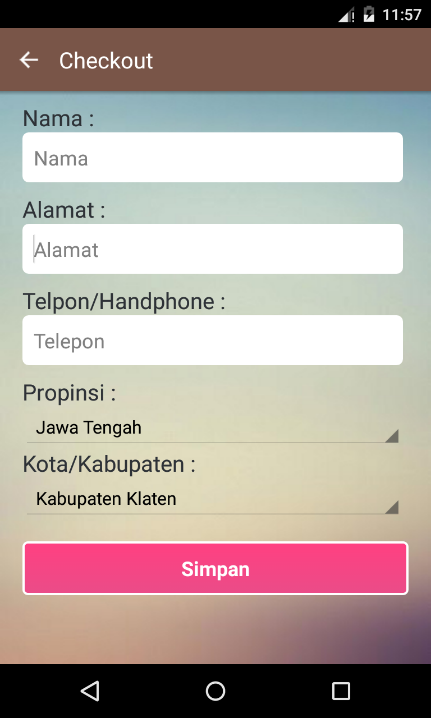 11:57
Checkout
Nama :
Nama
Alamat :
Alamat
Telpon/Handphone :
Telepon
Propinsi :
Jawa Tengah
Kota/Kabupaten :
Kabupaten Klaten
Simpan